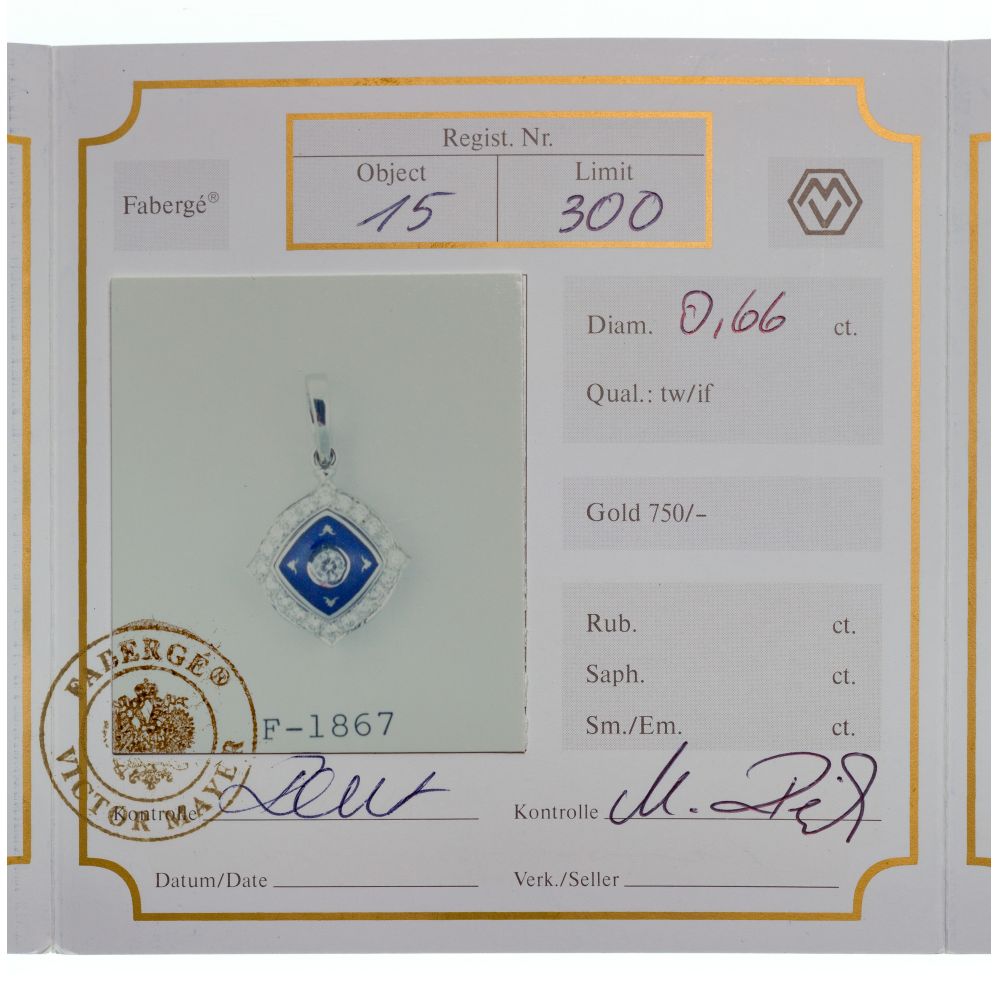 Regist. Nr.
Object Limit
15 300
Fabergé®
MV
Diam. 0,66 ct.
Qual.: tw/if
Gold 750/–
Rub. ct.
Saph. ct.
Sm./Em. ct.
F-1867
FABERGÉ®
VICTOR MAYER
Kontrolle
Kontrolle M.
Datum/Date
Verk./Seller